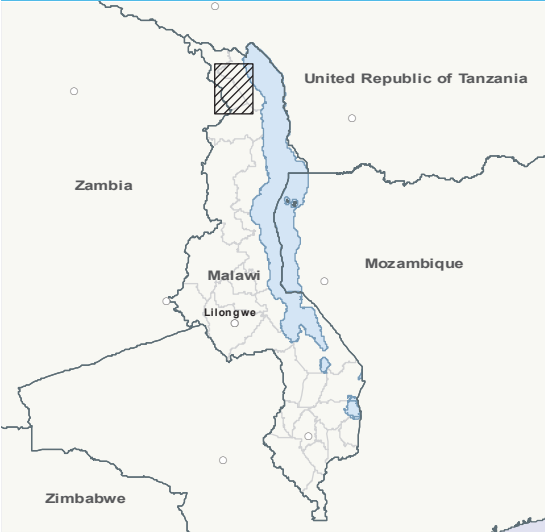 United Republic of Tanzania
Zambia
Mozambique
Malawi
Lilongwe
Zimbabwe